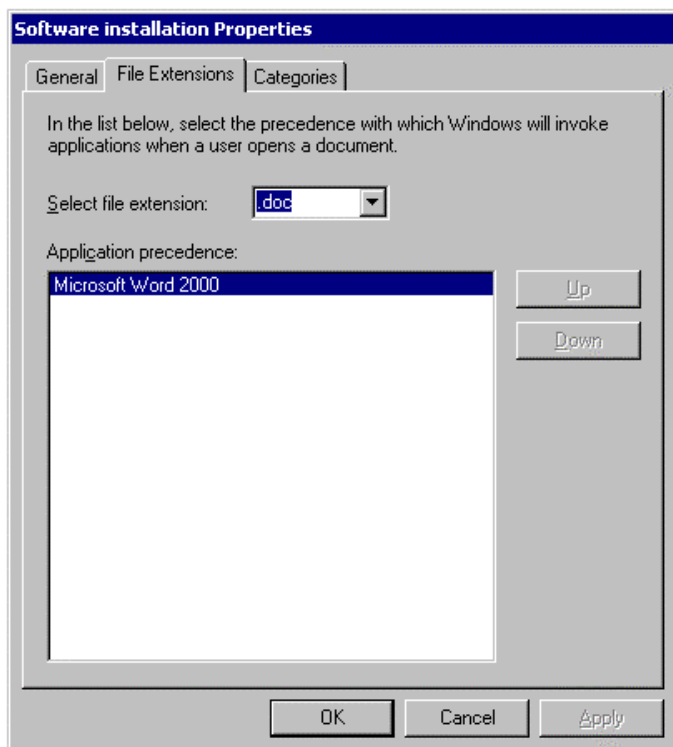 Software installation Properties
General File Extensions Categories
In the list below, select the precedence with which Windows will invoke
applications when a user opens a document.
Select file extension: .doc
Application precedence:
Microsoft Word 2000
Up
Down
OK Cancel Apply